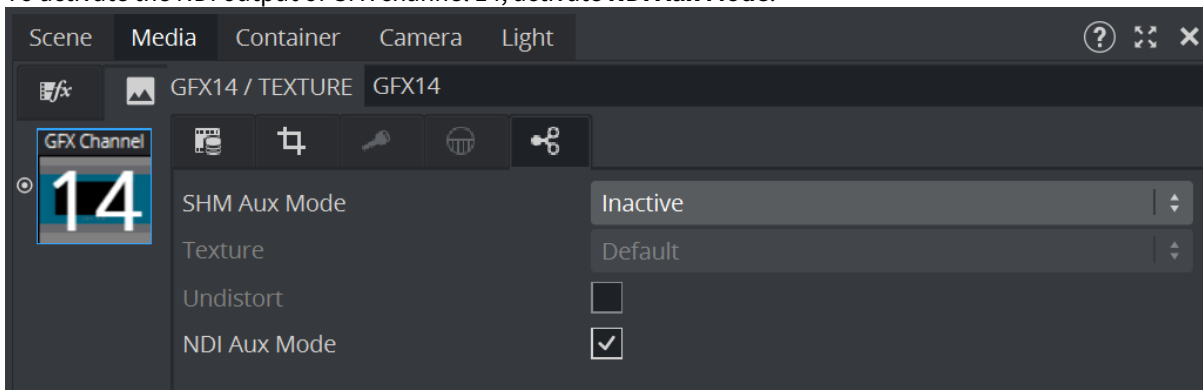 To activate the NDI output of GFX channel 14, activate NDI Aux Mode.
Scene Media Container Camera Light
fx GFX14 / TEXTURE GFX14
GFX Channel
14
SHM Aux Mode Inactive
Texture Default
Undistort
NDI Aux Mode